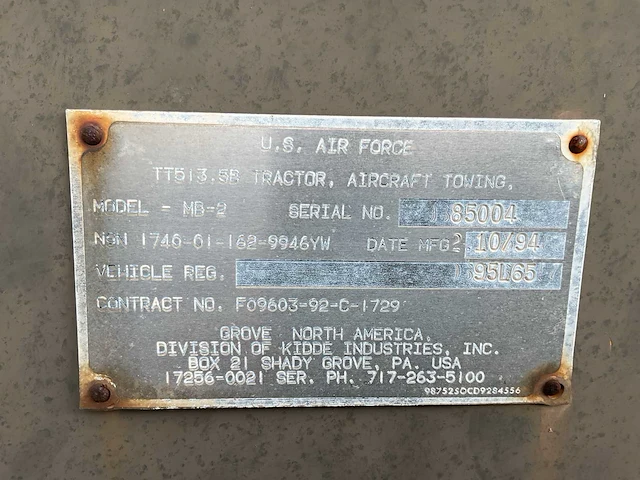 U.S. AIR FORCE
TT513.5B TRACTOR, AIRCRAFT TOWING.
MODEL - MB-2 SERIAL NO. 85004
NSN 1740-01-162-9946YW DATE MFG 10/94
VEHICLE REG. 95L65
CONTRACT NO. F09603-92-C-1729
GROVE NORTH AMERICA,
DIVISION OF KIDDE INDUSTRIES, INC.
BOX 21 SHADY GROVE, PA. USA
17256-0021 SER. PH. 717-263-5100